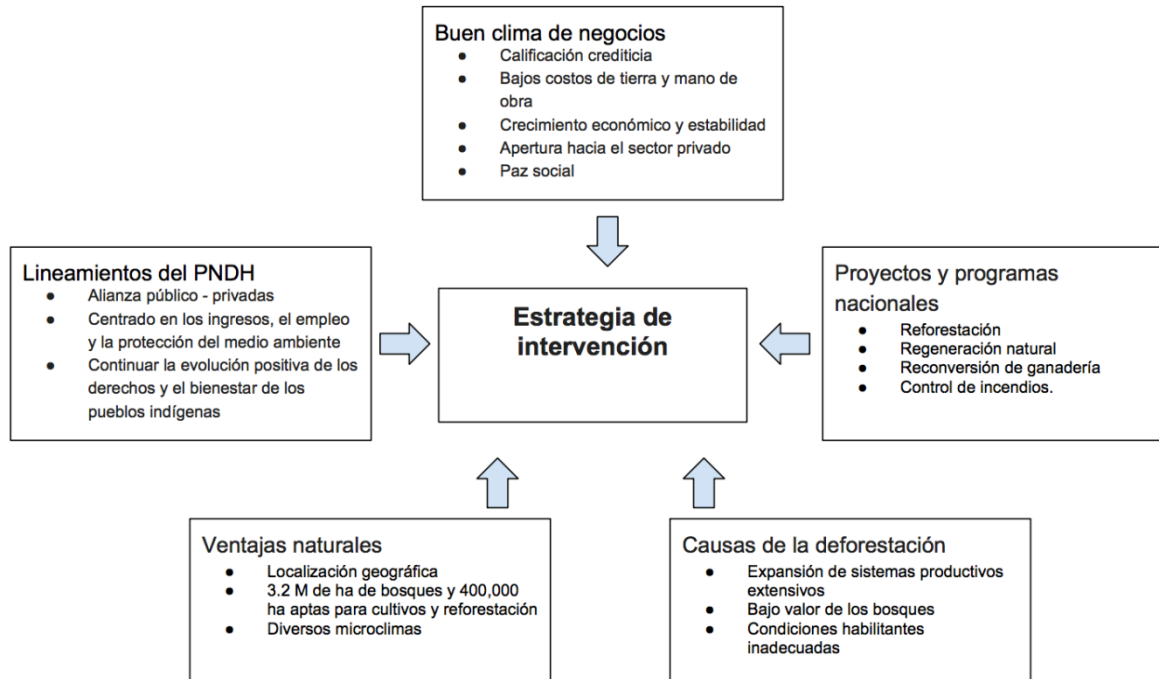 Buen clima de negocios
● Calificación crediticia
● Bajos costos de tierra y mano de
obra
● Crecimiento económico y estabilidad
● Apertura hacia el sector privado
● Paz social
Lineamientos del PNDH
● Alianza público - privadas
● Centrado en los ingresos, el empleo
y la protección del medio ambiente
● Continuar la evolución positiva de los
derechos y el bienestar de los
pueblos indígenas
Estrategia de
intervención
Proyectos y programas
nacionales
● Reforestación
● Regeneración natural
● Reconversión de ganadería
● Control de incendios.
Ventajas naturales
● Localización geográfica
● 3.2 M de ha de bosques y 400,000
ha aptas para cultivos y reforestación
● Diversos microclimas
Causas de la deforestación
● Expansión de sistemas productivos
extensivos
● Bajo valor de los bosques
● Condiciones habilitantes
inadecuadas